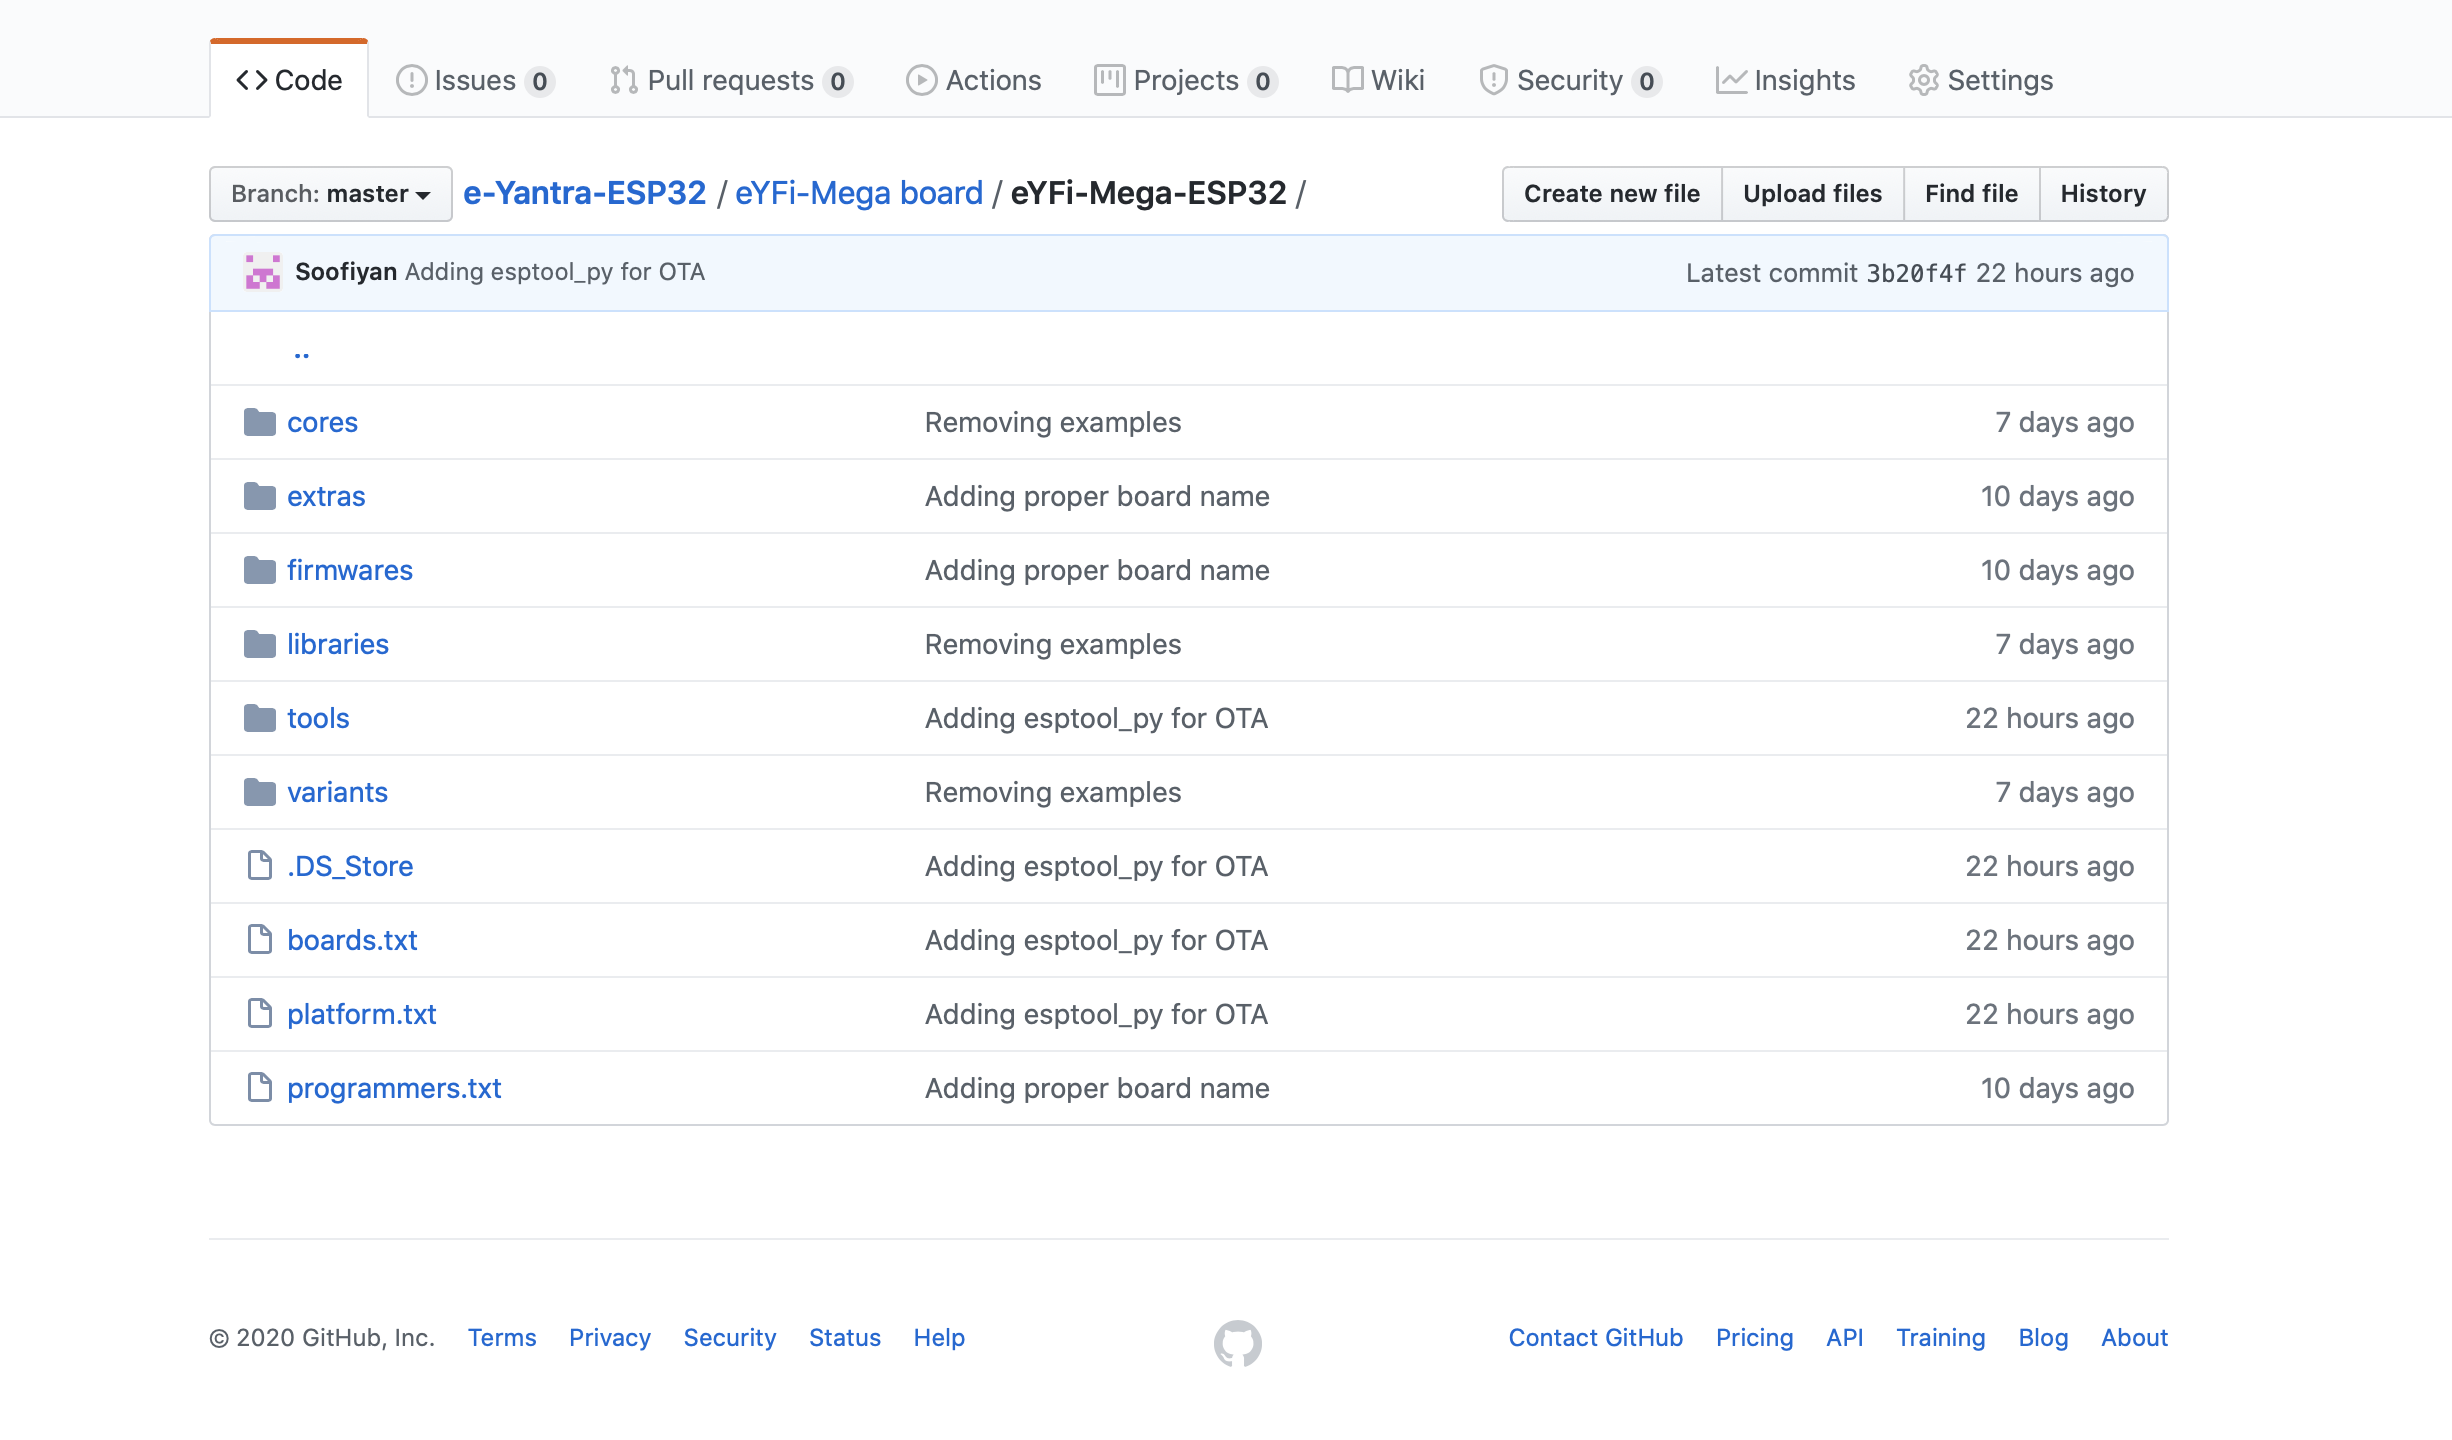 Code Issues 0 Pull requests 0 Actions Projects 0 Wiki Security 0 Insights Settings
Branch: master e-Yantra-ESP32 / eYFi-Mega board / eYFi-Mega-ESP32 / Create new file Upload files Find file History
Soofiyan Adding esptool_py for OTA Latest commit 3b20f4f 22 hours ago
..
cores Removing examples 7 days ago
extras Adding proper board name 10 days ago
firmwares Adding proper board name 10 days ago
libraries Removing examples 7 days ago
tools Adding esptool_py for OTA 22 hours ago
variants Removing examples 7 days ago
.DS_Store Adding esptool_py for OTA 22 hours ago
boards.txt Adding esptool_py for OTA 22 hours ago
platform.txt Adding esptool_py for OTA 22 hours ago
programmers.txt Adding proper board name 10 days ago
© 2020 GitHub, Inc. Terms Privacy Security Status Help Contact GitHub Pricing API Training Blog About